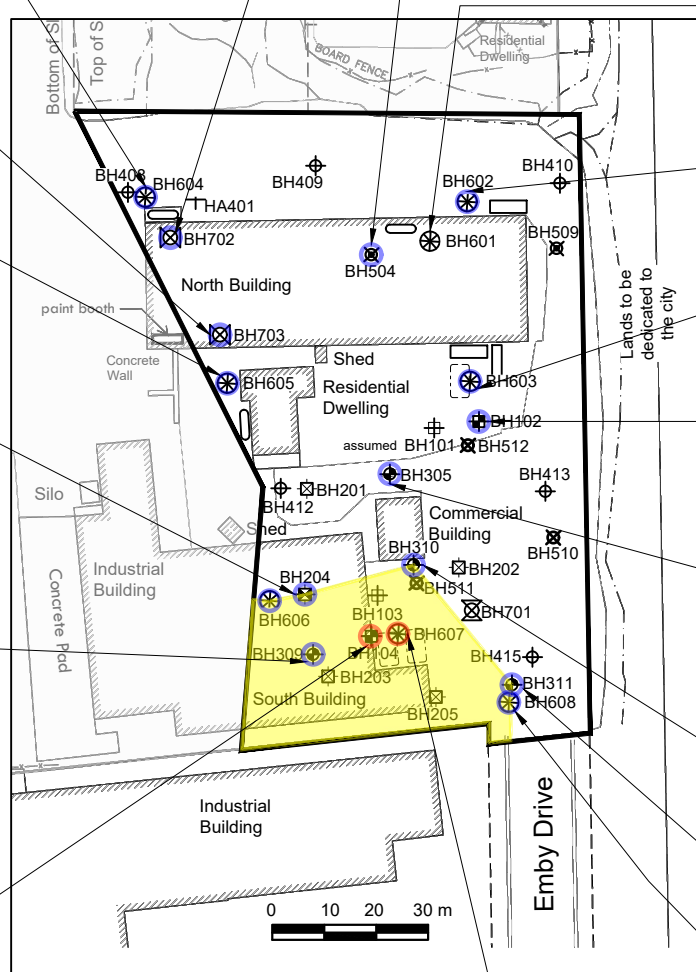 Bottom of Sl
Top of S
BOARD FENCE
Residential
Dwelling
BH408
BH604
BH409
BH602
BH410
HA401
BH702
BH504
BH601
BH509
North Building
Lands to be
dedicated to
the city
paint booth
BH703
Concrete
Wall
Shed
BH605
Residential
Dwelling
BH603
BH102
assumed
BH101
BH512
BH305
BH412
BH201
BH413
Silo
Shed
Commercial
Building
BH510
BH310
Industrial
Building
BH204
BH202
BH511
Concrete Pad
BH606
BH103
BH701
BH607
BH104
BH309
BH415
BH203
South Building
BH311
BH205
BH608
Industrial
Building
Emby Drive
0 10 20 30 m